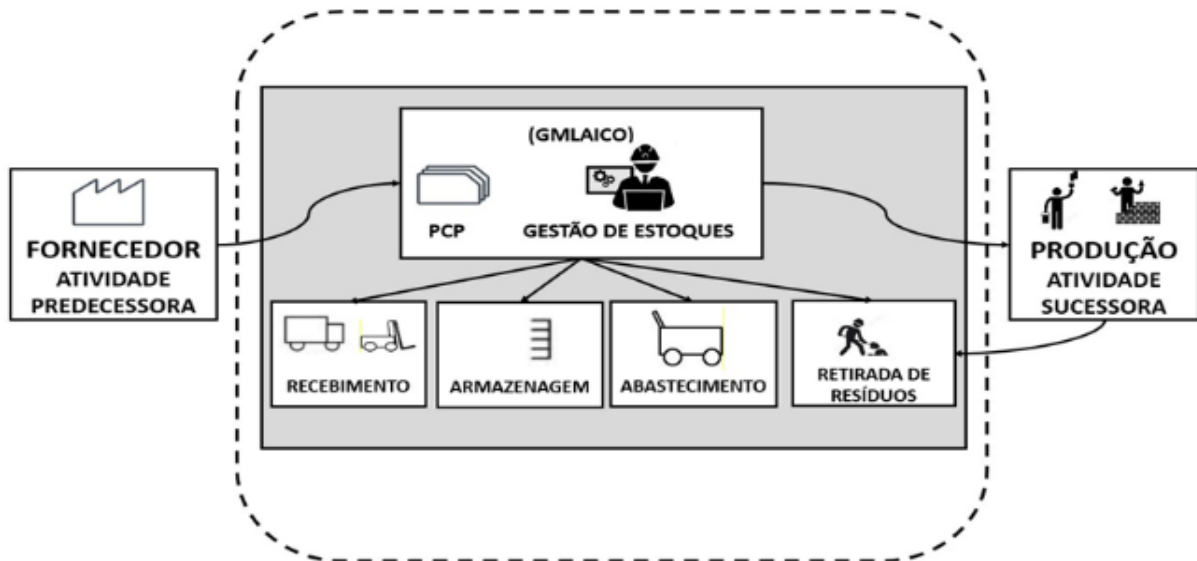 (GMLAICO)
PCP
GESTÃO DE ESTOQUES
FORNECEDOR
ATIVIDADE
PREDECESSORA
PRODUÇÃO
ATIVIDADE
SUCESSORA
RECEBIMENTO
ARMAZENAGEM
ABASTECIMENTO
RETIRADA DE
RESÍDUOS